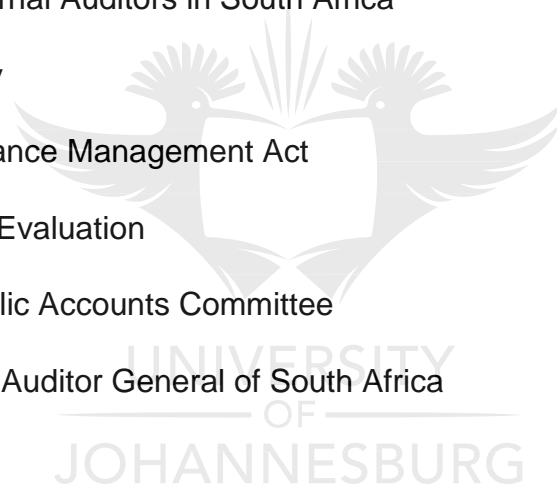 rnal Auditors in South Africa
y
ance Management Act
Evaluation
lic Accounts Committee
Auditor General of South Africa
UNIVERSITY
OF
JOHANNESBURG